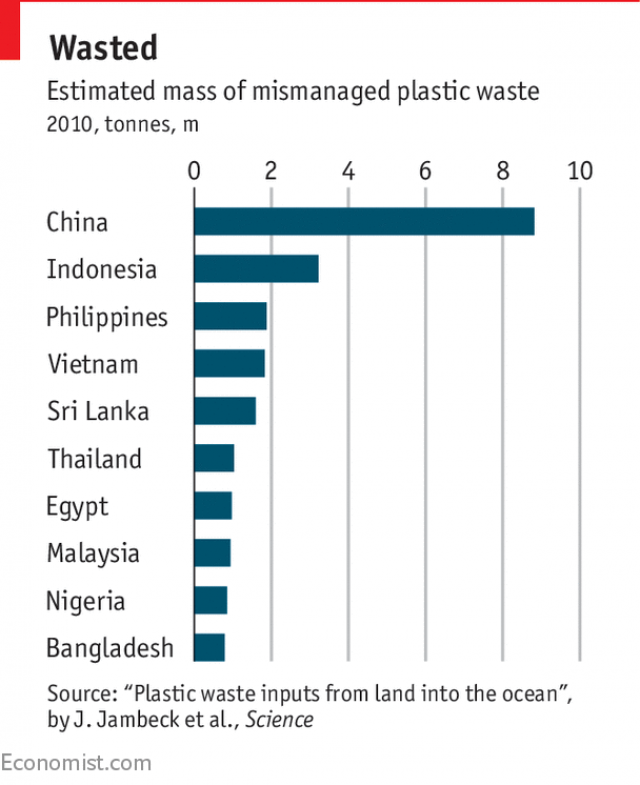 Wasted
Estimated mass of mismanaged plastic waste
2010, tonnes, m
0 2 4 6 8 10
China
Indonesia
Philippines
Vietnam
Sri Lanka
Thailand
Egypt
Malaysia
Nigeria
Bangladesh
Source: “Plastic waste inputs from land into the ocean”,
by J. Jambeck et al., Science
Economist.com